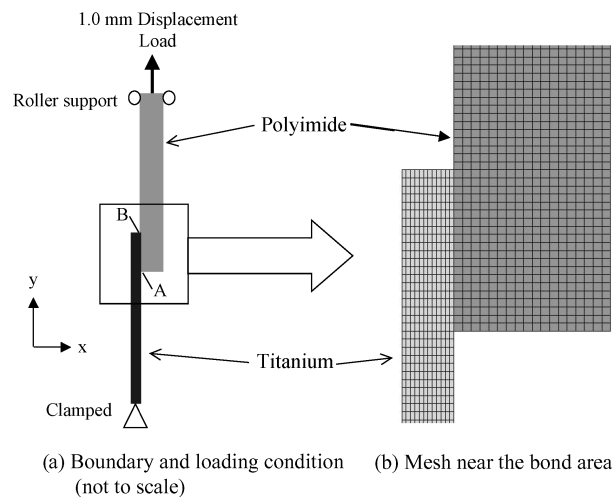 1.0 mm Displacement
Load
Roller support
Polyimide
B
A
y
x
Titanium
Clamped
(a) Boundary and loading condition
(not to scale)
(b) Mesh near the bond area